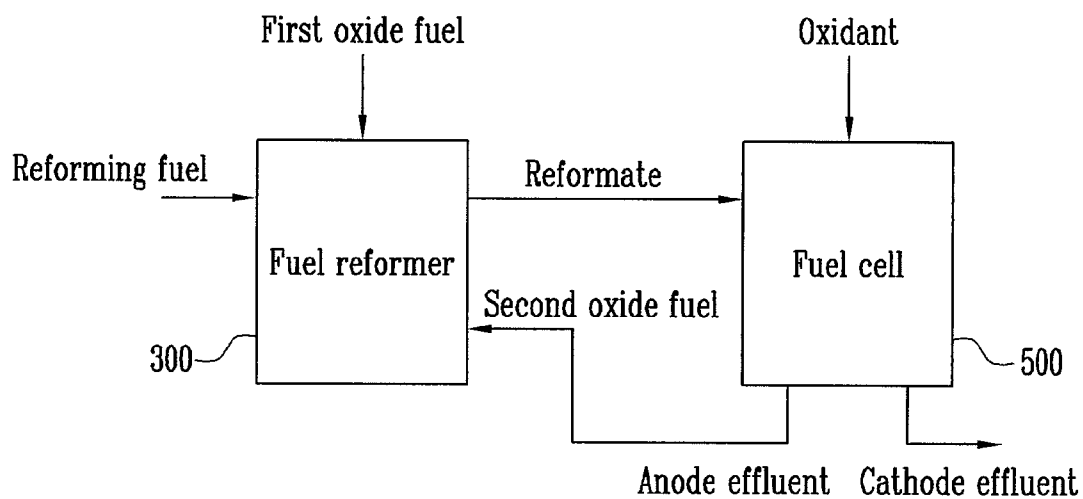 First oxide fuel
Oxidant
Reforming fuel
Reformate
Fuel reformer
Fuel cell
Second oxide fuel
300
500
Anode effluent
Cathode effluent